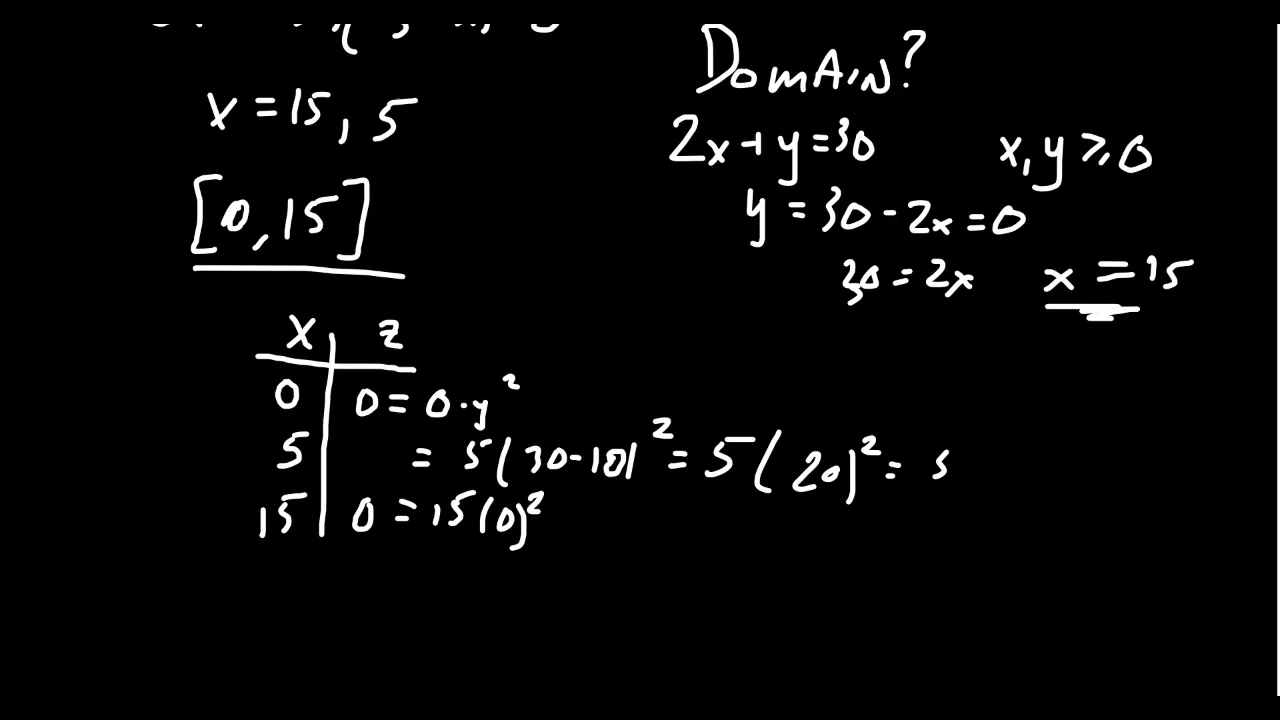 DOMAIN?
x = 15, 5
2x + y = 30 x, y ≥ 0
[0, 15]
y = 30 - 2x = 0
30 = 2x x = 15
x z
0 0 = 0 · y²
5 = 5(30-10)² = 5(20)² =
15 0 = 15(0)²